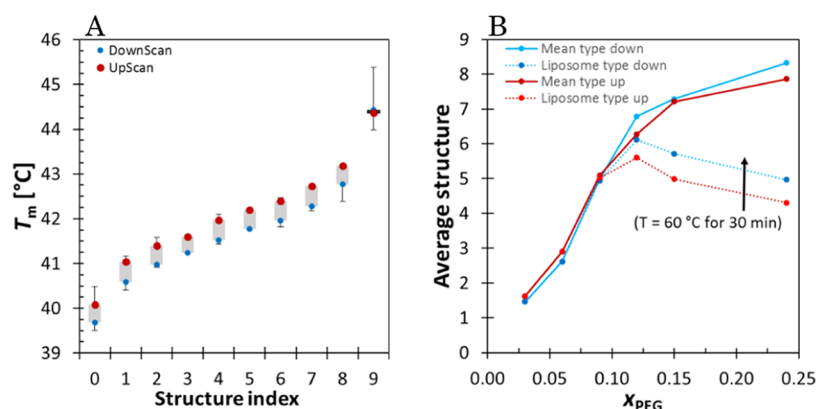 A
46
45
44
43
42
41
40
39
Tm [°C]
DownScan
UpScan
0 1 2 3 4 5 6 7 8 9
Structure index
B
9
8
7
6
5
4
3
2
1
0
Average structure
Mean type down
Liposome type down
Mean type up
Liposome type up
(T = 60 °C for 30 min)
0.00 0.05 0.10 0.15 0.20 0.25
xPEG